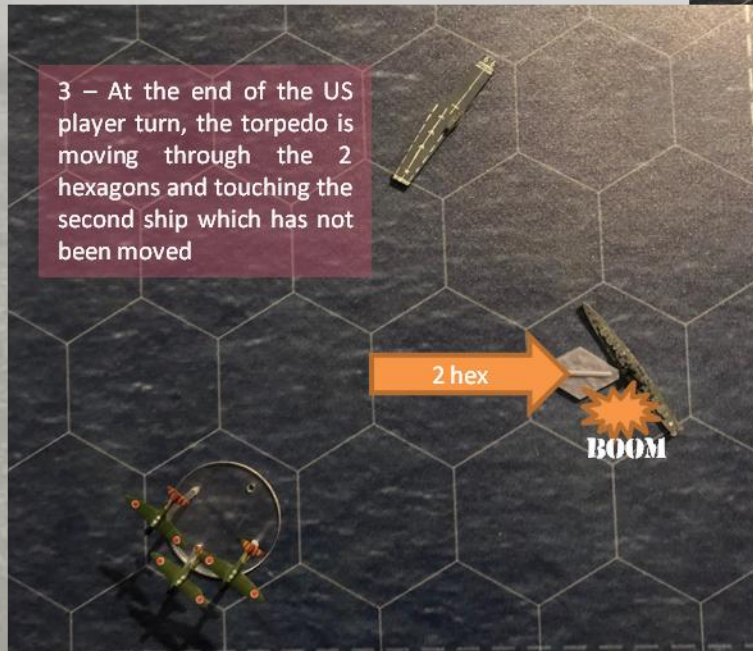 3 – At the end of the US
player turn, the torpedo is
moving through the 2
hexagons and touching the
second ship which has not
been moved
2 hex
BOOM